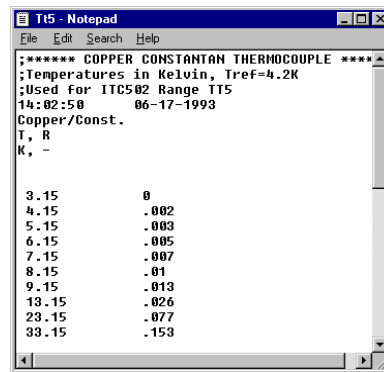 Tt5 - Notepad
File Edit Search Help
;****** COPPER CONSTANTAN THERMOCOUPLE ****
;Temperatures in Kelvin, Tref=4.2K
;Used for ITC502 Range TT5
14:02:50 06-17-1993
Copper/Const.
T, R
K, -
3.15 0
4.15 .002
5.15 .003
6.15 .005
7.15 .007
8.15 .01
9.15 .013
13.15 .026
23.15 .077
33.15 .153